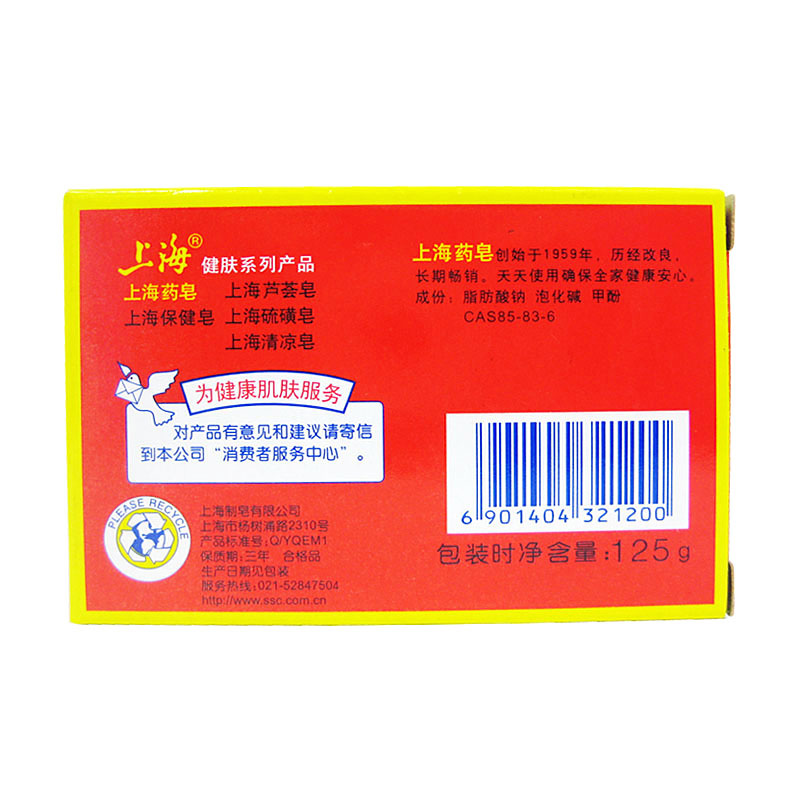 上海® 健肤系列产品
上海药皂 上海芦荟皂
上海保健皂 上海硫磺皂
上海清凉皂
为健康肌肤服务
对产品有意见和建议请寄信
到本公司“消费者服务中心”。
PLEASE RECYCLE
上海制皂有限公司
上海市杨树浦路2310号
产品标准号:Q/YQEM1
保质期:三年 合格品
生产日期见包装
服务热线:021-52847504
http://www.ssc.com.cn
上海药皂创始于1959年，历经改良，
长期畅销。天天使用确保全家健康安心。
成份：脂肪酸钠 泡化碱 甲酚
CAS85-83-6
6 901404 321200
包装时净含量:125g